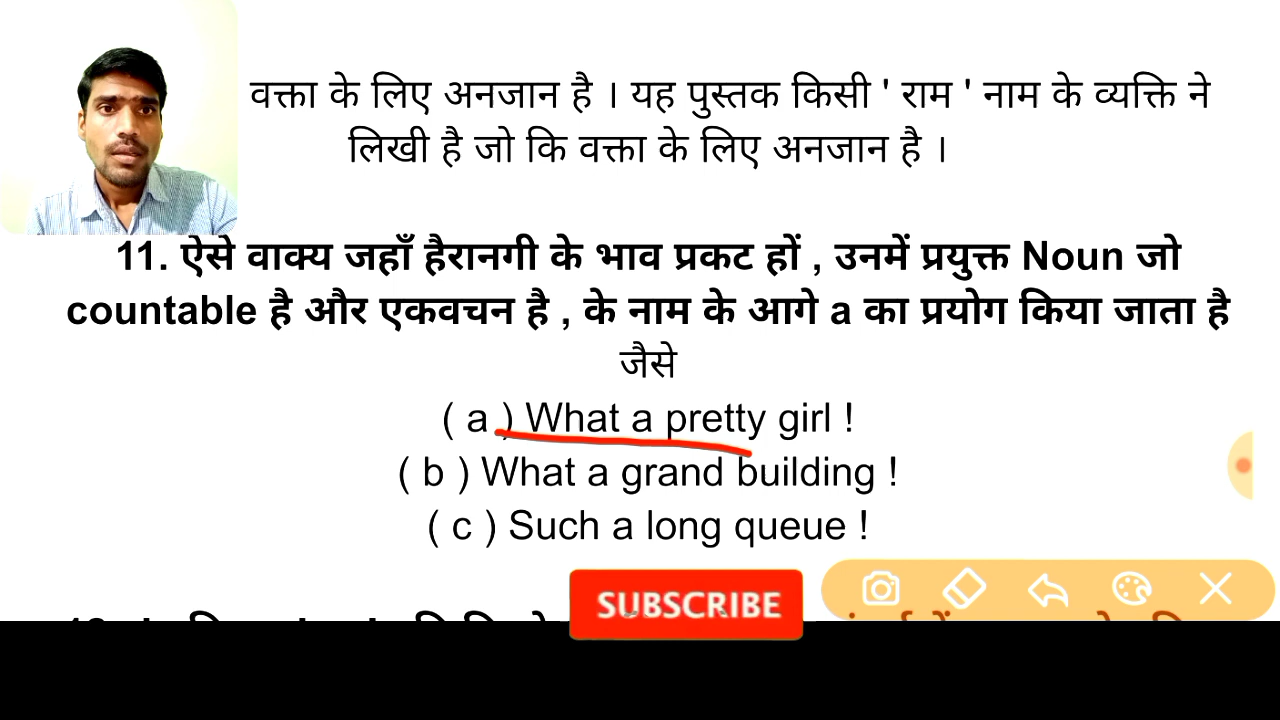 वक्ता के लिए अनजान है । यह पुस्तक किसी ' राम ' नाम के व्यक्ति ने
लिखी है जो कि वक्ता के लिए अनजान है ।
11. ऐसे वाक्य जहाँ हैरानगी के भाव प्रकट हों , उनमें प्रयुक्त Noun जो
countable है और एकवचन है , के नाम के आगे a का प्रयोग किया जाता है
जैसे
( a ) What a pretty girl !
( b ) What a grand building !
( c ) Such a long queue !
SUBSCRIBE